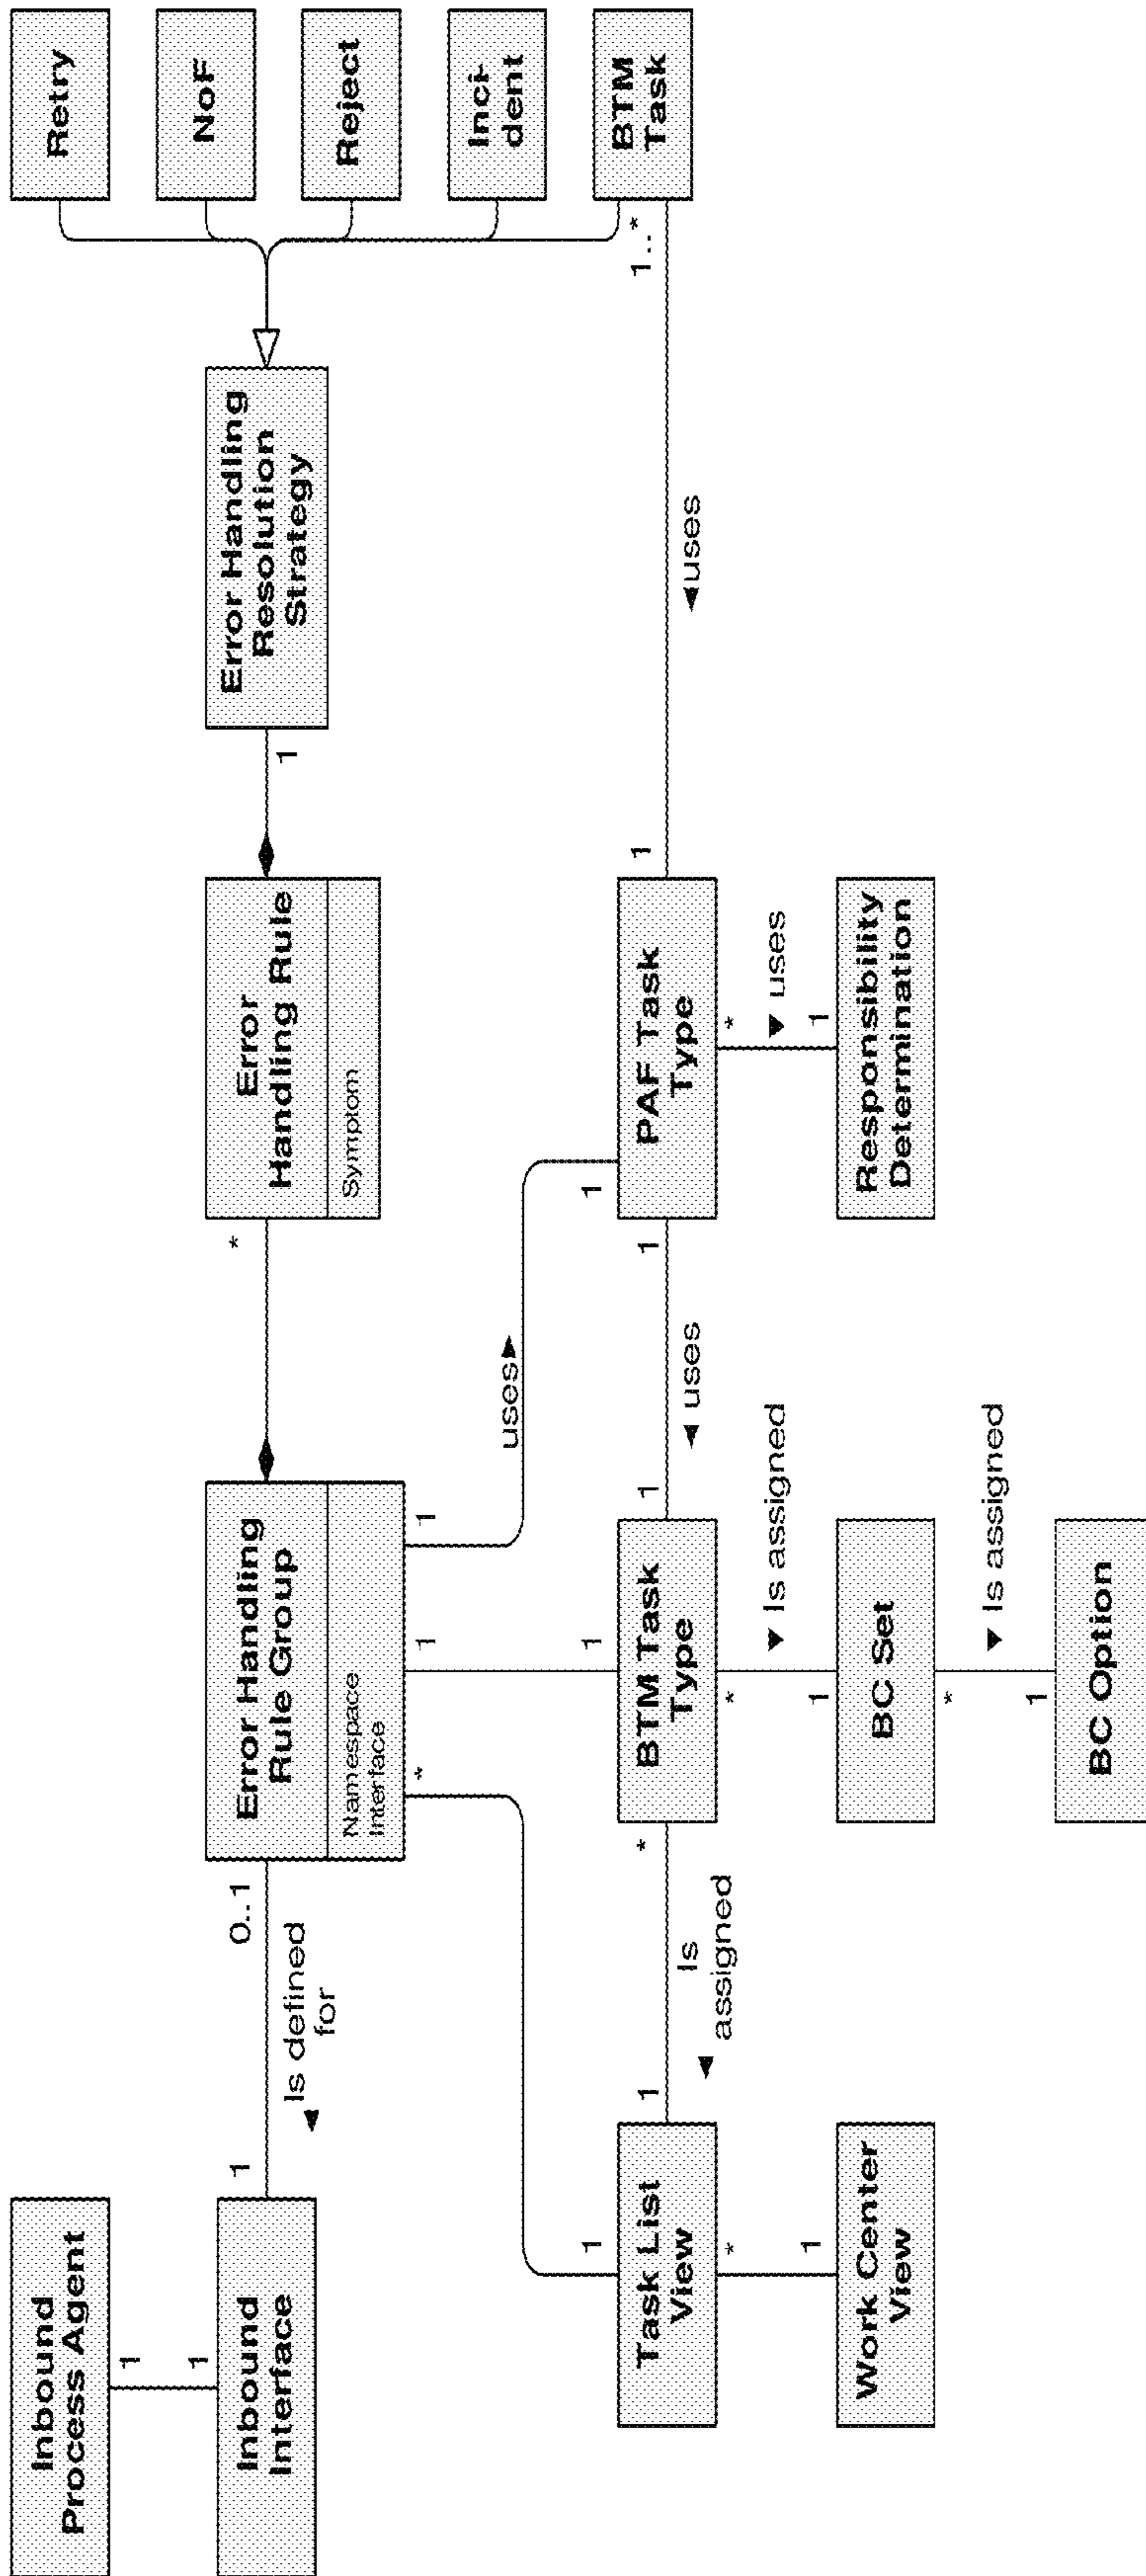 Inbound
Process Agent
1
1
Inbound
Interface
1
Is defined
for
0..1
Error Handling
Rule Group
Namespace
Interface
*
Error
Handling Rule
Symptom
1
Error Handling
Resolution
Strategy
Retry
NoF
Reject
Inci-
dent
BTM
Task
1..*
*
1
1
uses
1
1
1
Task List
View
1
Is
assigned
*
BTM Task
Type
1
uses
1
PAF Task
Type
1
uses
*
1
Work Center
View
*
Is assigned
1
BC Set
*
Is assigned
1
BC Option
*
uses
1
Responsibility
Determination